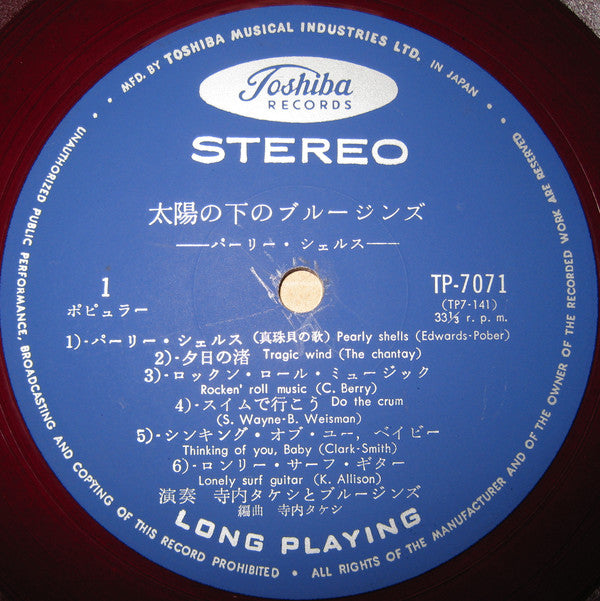 MFD. BY TOSHIBA MUSICAL INDUSTRIES LTD. IN JAPAN •
Toshiba
RECORDS
STEREO
太陽の下のブルージンズ
——パーリー・シェルス——
1
ポピュラー
TP-7071
(TP7-141)
33⅓ r. p. m.
1)-パーリー・シェルス (真珠貝の歌) Pearly shells (Edwards-Pober)
2)-夕日の渚 Tragic wind (The chantay)
3)-ロックン・ロール・ミュージック
Rocken' roll music (C. Berry)
4)-スイムで行こう Do the crum
(S. Wayne-B. Weisman)
5)-シンキング・オブ・ユー, ベイビー
Thinking of you, Baby (Clark-Smith)
6)-ロンリー・サーフ・ギター
Lonely surf guitar (K. Allison)
演奏 寺内タケシとブルージンズ
編曲 寺内タケシ
LONG PLAYING
• ALL RIGHTS OF THE MANUFACTURER AND OF THE OWNER OF THE RECORDED WORK ARE RESERVED •
UNAUTHORIZED PUBLIC PERFORMANCE, BROADCASTING AND COPYING OF THIS RECORD PROHIBITED